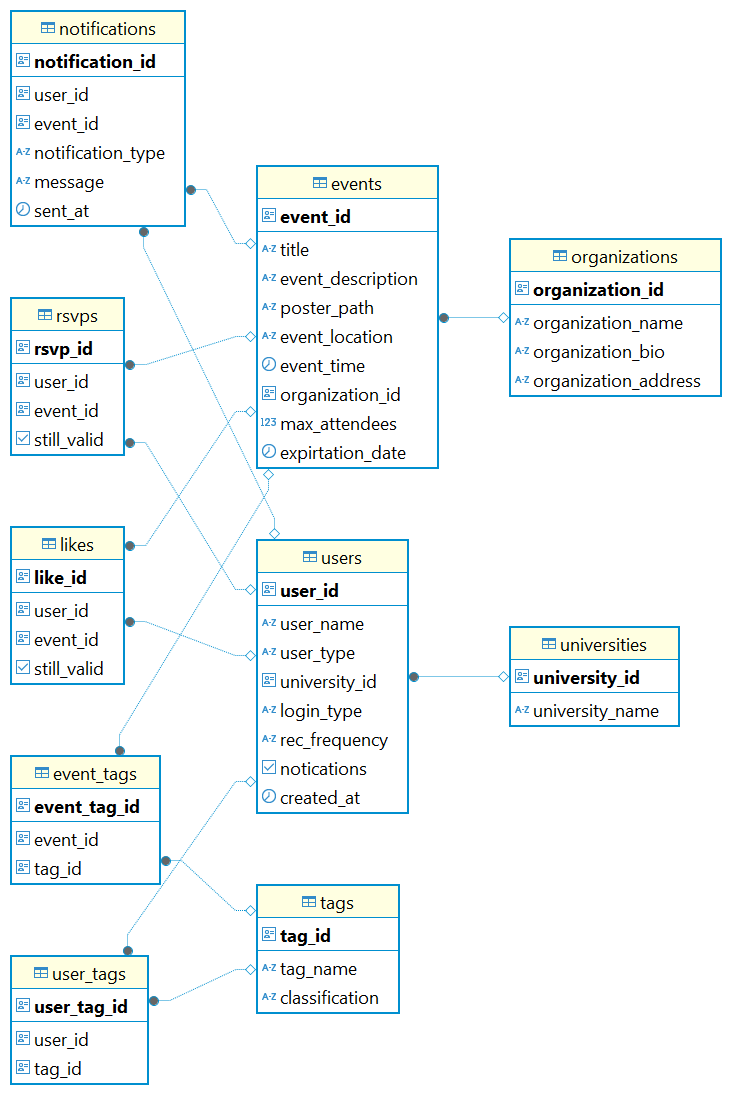 notifications
notification_id
user_id
event_id
A-Z notification_type
A-Z message
sent_at
events
event_id
A-Z title
A-Z event_description
A-Z poster_path
A-Z event_location
event_time
organization_id
123 max_attendees
expirtation_date
organizations
organization_id
A-Z organization_name
A-Z organization_bio
A-Z organization_address
rsvps
rsvp_id
user_id
event_id
still_valid
likes
like_id
user_id
event_id
still_valid
users
user_id
A-Z user_name
A-Z user_type
university_id
A-Z login_type
A-Z rec_frequency
notications
created_at
universities
university_id
A-Z university_name
event_tags
event_tag_id
event_id
tag_id
tags
tag_id
A-Z tag_name
A-Z classification
user_tags
user_tag_id
user_id
tag_id